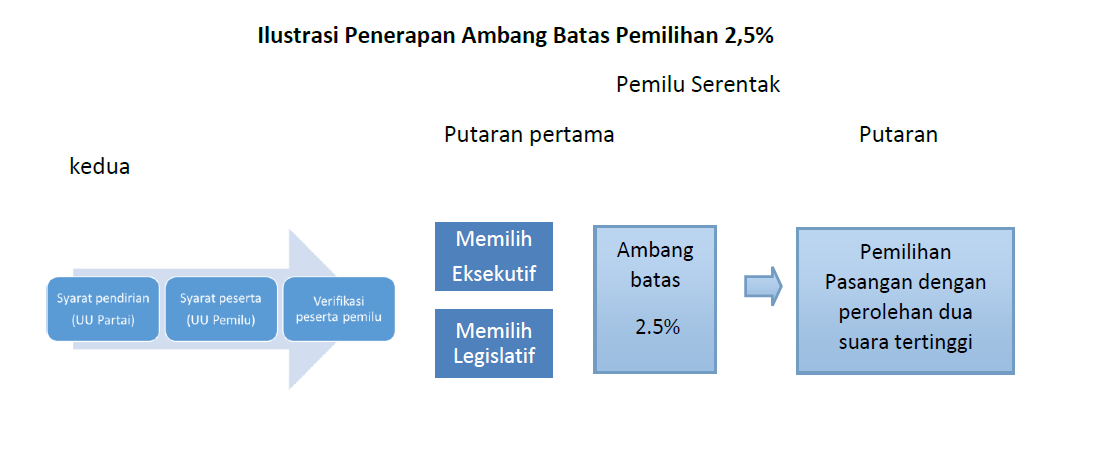 Ilustrasi Penerapan Ambang Batas Pemilihan 2,5%
Pemilu Serentak
Putaran pertama
Putaran
kedua
Syarat pendirian
(UU Partai)
Syarat peserta
(UU Pemilu)
Verifikasi
peserta pemilu
Memilih
Eksekutif
Memilih
Legislatif
Ambang
batas
2.5%
Pemilihan
Pasangan dengan
perolehan dua
suara tertinggi